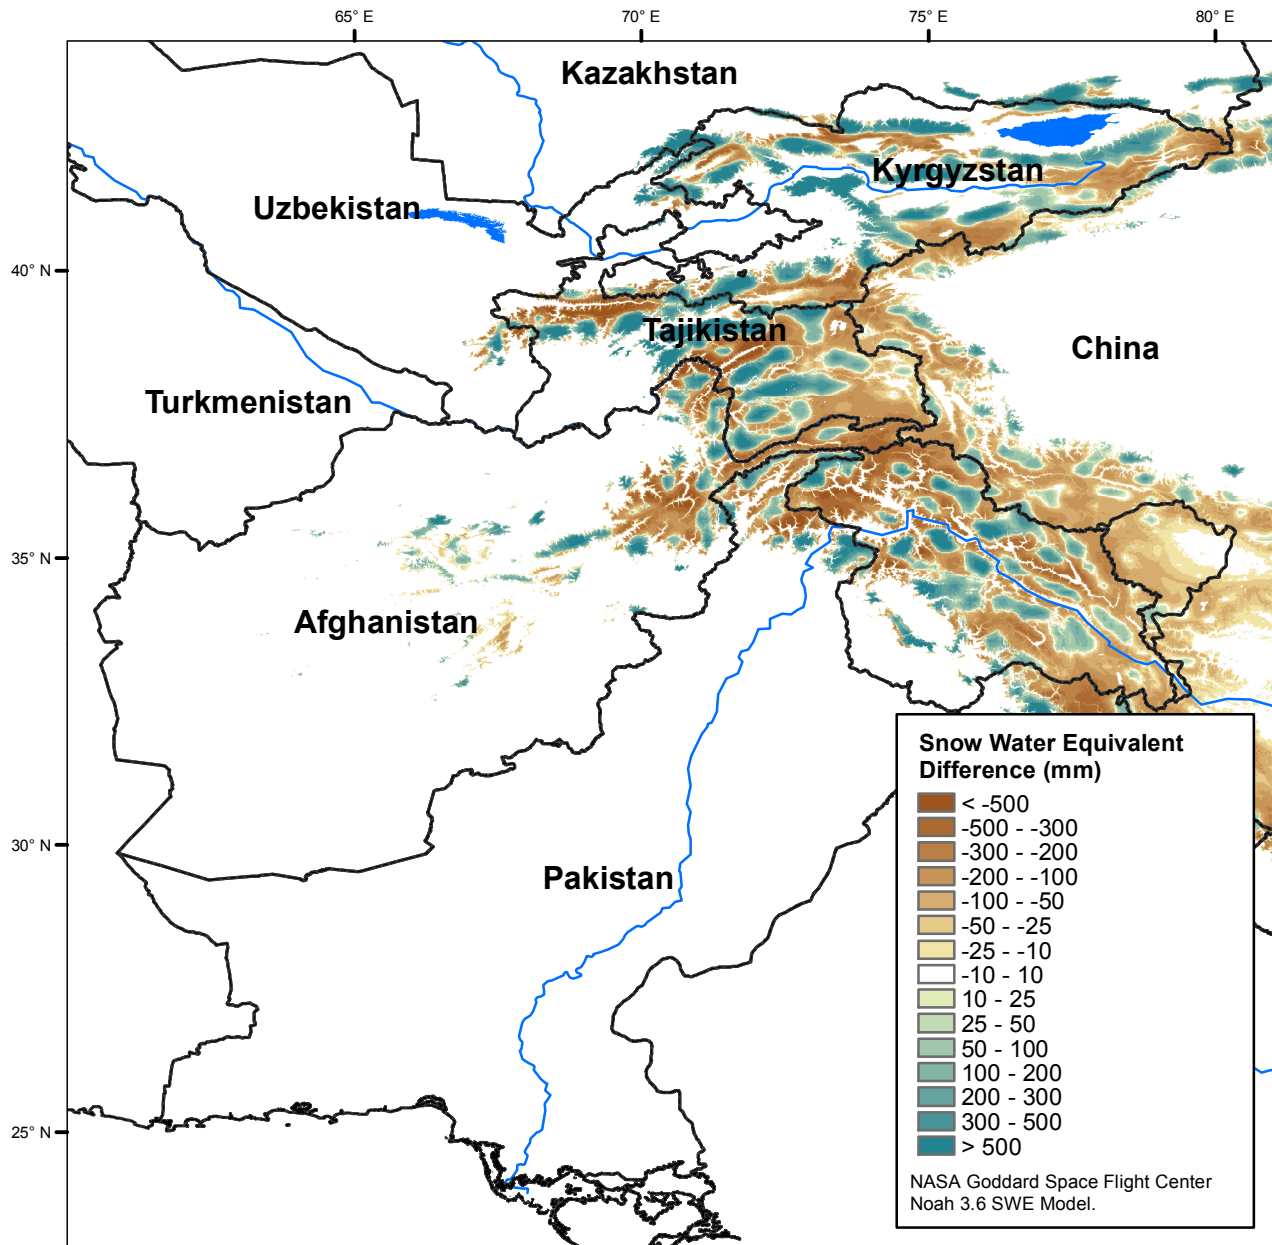 65° E
70° E
75° E
80° E
Kazakhstan
Kyrgyzstan
Uzbekistan
40° N
Tajikistan
China
Turkmenistan
35° N
Afghanistan
Snow Water Equivalent
Difference (mm)
< -500
-500 - -300
-300 - -200
-200 - -100
-100 - -50
-50 - -25
-25 - -10
-10 - 10
10 - 25
25 - 50
50 - 100
100 - 200
200 - 300
300 - 500
> 500
30° N
Pakistan
25° N
NASA Goddard Space Flight Center
Noah 3.6 SWE Model.